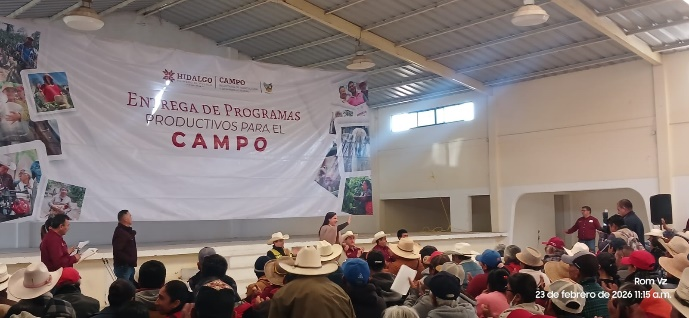 HIDALGO CAMPO
ENTREGA DE PROGRAMAS
PRODUCTIVOS PARA EL
CAMPO
Rom Vz
23 de febrero de 2026 11:15 a.m.